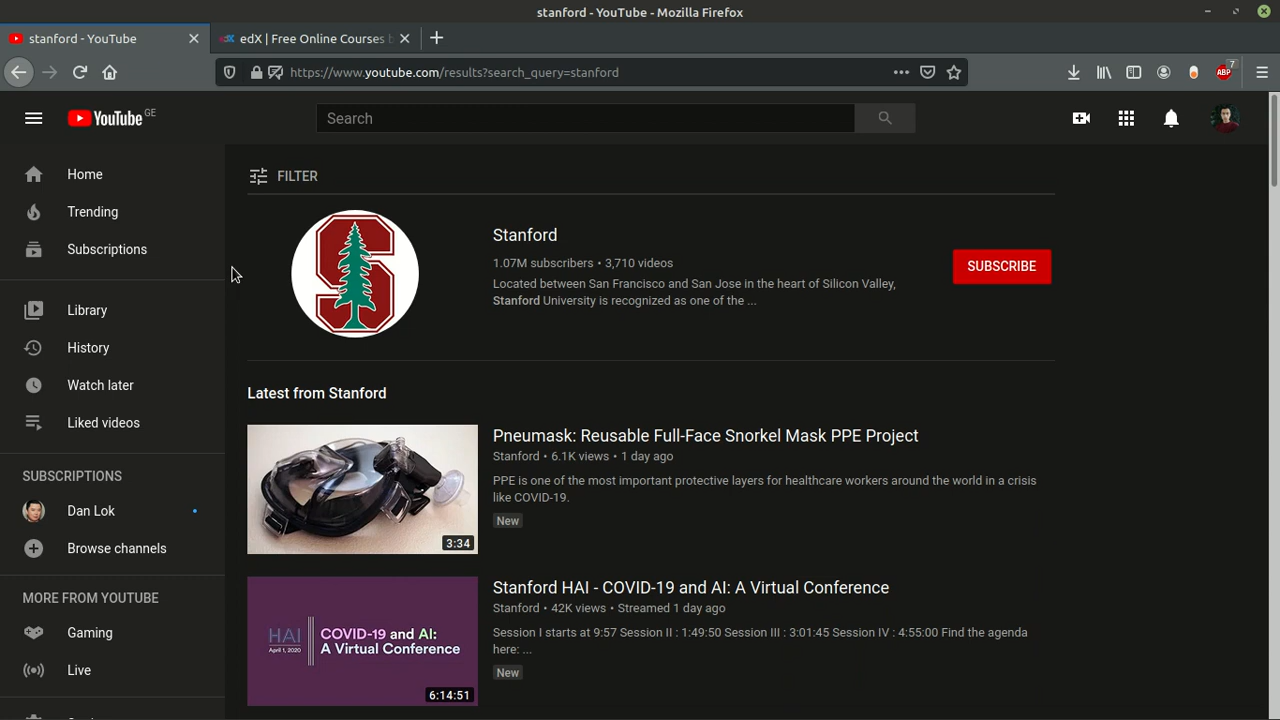 stanford - YouTube - Mozilla Firefox
stanford - YouTube
edX | Free Online Courses
https://www.youtube.com/results?search_query=stanford
ABP
7
YouTube GE
Search
Home
Trending
Subscriptions
Library
History
Watch later
Liked videos
SUBSCRIPTIONS
Dan Lok
Browse channels
MORE FROM YOUTUBE
Gaming
Live
FILTER
S
Stanford
1.07M subscribers • 3,710 videos
Located between San Francisco and San Jose in the heart of Silicon Valley,
Stanford University is recognized as one of the ...
SUBSCRIBE
Latest from Stanford
3:34
Pneumask: Reusable Full-Face Snorkel Mask PPE Project
Stanford • 6.1K views • 1 day ago
PPE is one of the most important protective layers for healthcare workers around the world in a crisis
like COVID-19.
New
HAI
April 1, 2020
COVID-19 and AI:
A Virtual Conference
6:14:51
Stanford HAI - COVID-19 and AI: A Virtual Conference
Stanford • 42K views • Streamed 1 day ago
Session I starts at 9:57 Session II : 1:49:50 Session III : 3:01:45 Session IV : 4:55:00 Find the agenda
here: ...
New